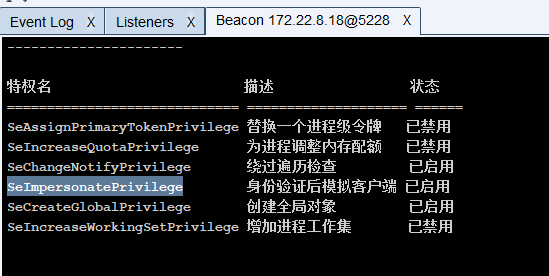 Event Log X Listeners X Beacon 172.22.8.18@5228 X
----------------------
特权名 描述 状态
============================= ==================== ======
SeAssignPrimaryTokenPrivilege 替换一个进程级令牌 已禁用
SeIncreaseQuotaPrivilege 为进程调整内存配额 已禁用
SeChangeNotifyPrivilege 绕过遍历检查 已启用
SeImpersonatePrivilege 身份验证后模拟客户端 已启用
SeCreateGlobalPrivilege 创建全局对象 已启用
SeIncreaseWorkingSetPrivilege 增加进程工作集 已禁用